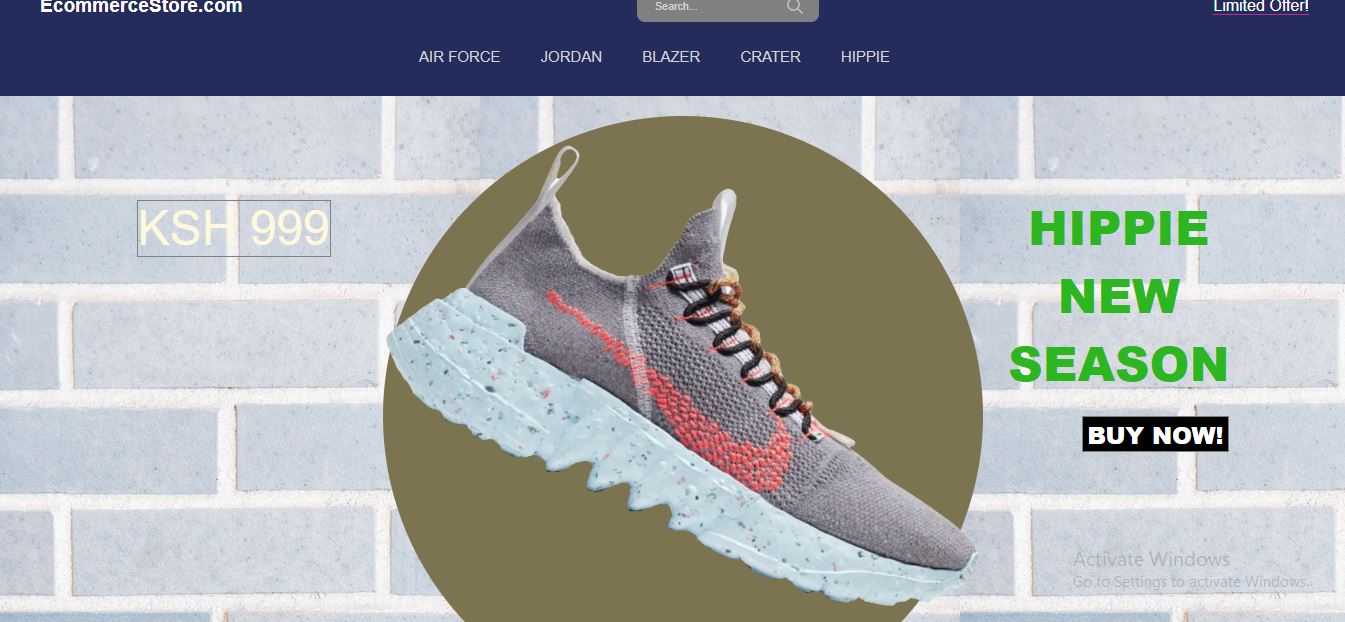 EcommerceStore.com
Search...
Limited Offer!
AIR FORCE JORDAN BLAZER CRATER HIPPIE
KSH 999
HIPPIE
NEW
SEASON
BUY NOW!
Activate Windows
Go to Settings to activate Windows.